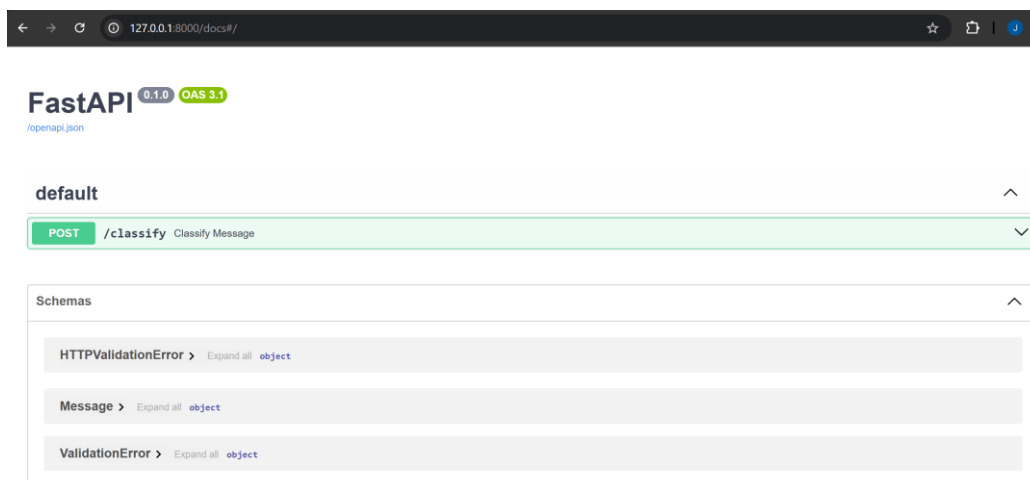 127.0.0.1:8000/docs#/
J
FastAPI 0.1.0 OAS 3.1
/openapi.json
default
POST /classify Classify Message
Schemas
HTTPValidationError Expand all object
Message Expand all object
ValidationError Expand all object